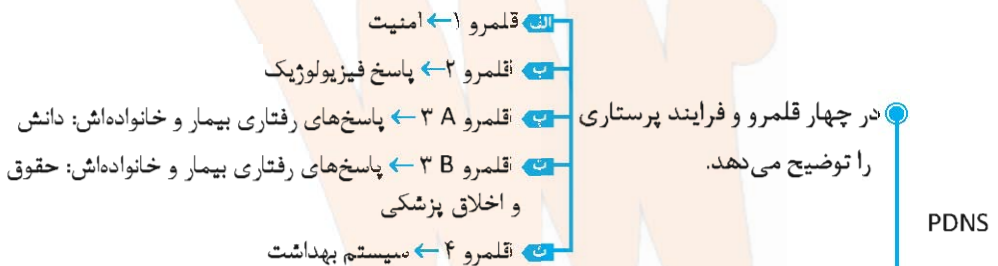 در چهار قلمرو و فرایند پرستاری
را توضیح می‌دهد.
الف قلمرو ۱ ← امنیت
ب قلمرو ۲ ← پاسخ فیزیولوژیک
پ قلمرو ۳ A ← پاسخ‌های رفتاری بیمار و خانواده‌اش: دانش
ت قلمرو ۳ B ← پاسخ‌های رفتاری بیمار و خانواده‌اش: حقوق
و اخلاق پزشکی
ث قلمرو ۴ ← سیستم بهداشت
PDNS